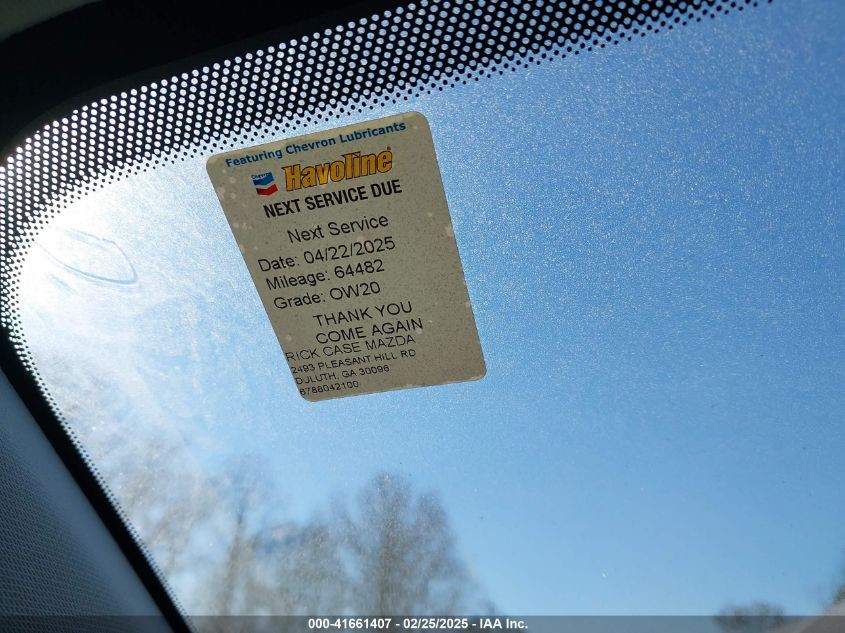 Featuring Chevron Lubricants
Chevron
Havoline
NEXT SERVICE DUE
Next Service
Date: 04/22/2025
Mileage: 64482
Grade: OW20
THANK YOU
COME AGAIN
RICK CASE MAZDA
2493 PLEASANT HILL RD
DULUTH, GA 30096
6786042100
000-41661407 - 02/25/2025 - IAA Inc.